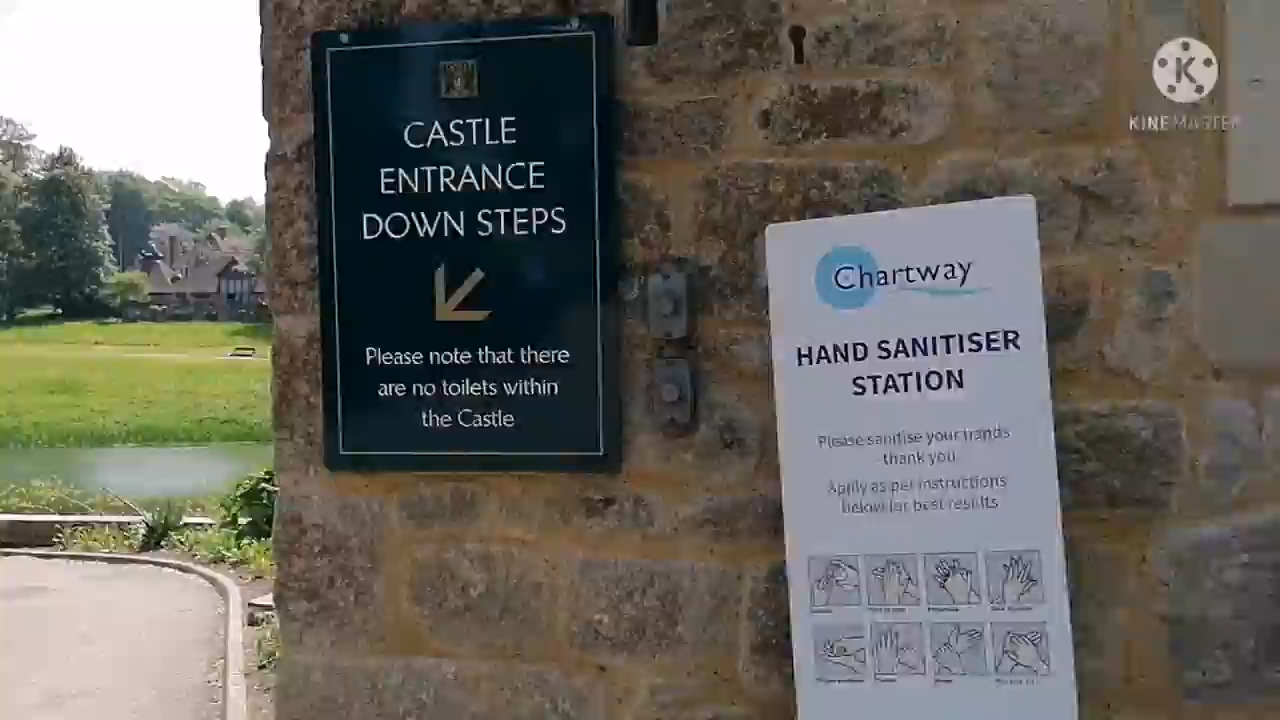 CASTLE
ENTRANCE
DOWN STEPS
Please note that there
are no toilets within
the Castle
Chartway
HAND SANITISER
STATION
Please sanitise your hands
- thank you
Apply as per instructions
below for best results
K
KINEMASTER